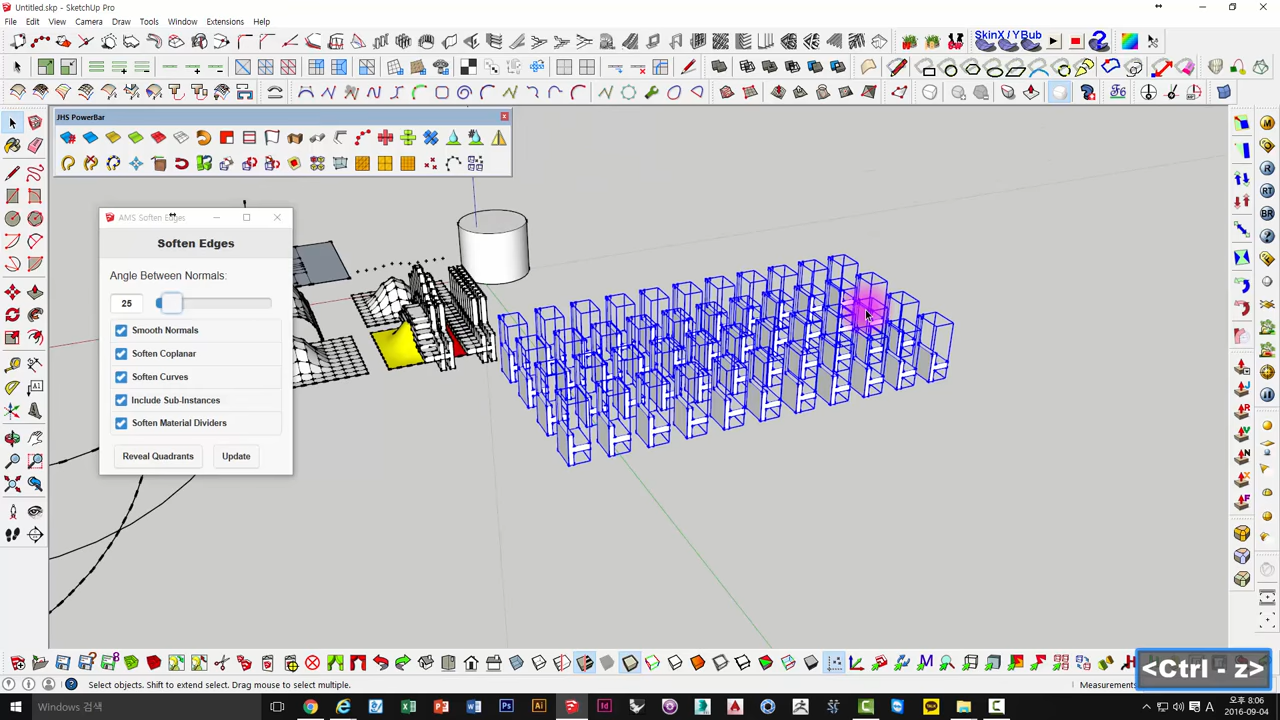 Untitled.skp - SketchUp Pro
File Edit View Camera Draw Tools Window Extensions Help
SkinX / YBub
JHS PowerBar
AMS Soften Edges
Soften Edges
Angle Between Normals:
25
Smooth Normals
Soften Coplanar
Soften Curves
Include Sub-Instances
Soften Material Dividers
Reveal Quadrants Update
<Ctrl - z>
Select objects. Shift to extend select. Drag mouse to select multiple.
Measurements
Windows 검색
오후 8:06
2016-09-04